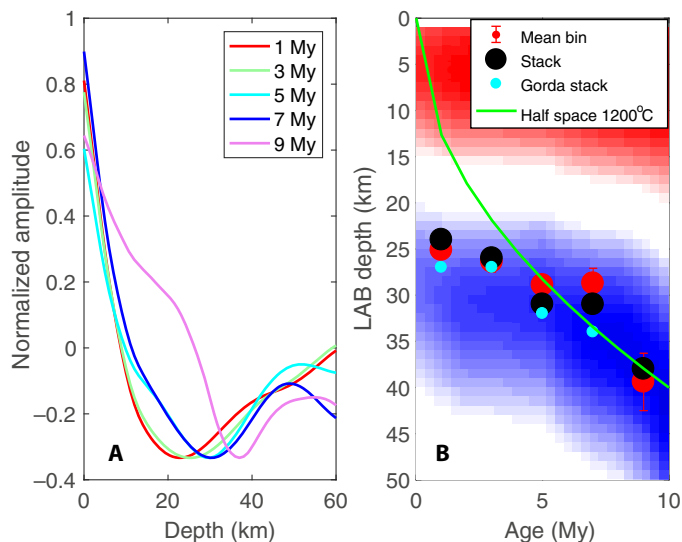 1
0.8
0.6
0.4
0.2
0
–0.2
–0.4
0 20 40 60
Normalized amplitude
Depth (km)
1 My
3 My
5 My
7 My
9 My
A
0
5
10
15
20
25
30
35
40
45
50
0 5 10
LAB depth (km)
Age (My)
Mean bin
Stack
Gorda stack
Half space 1200°C
B